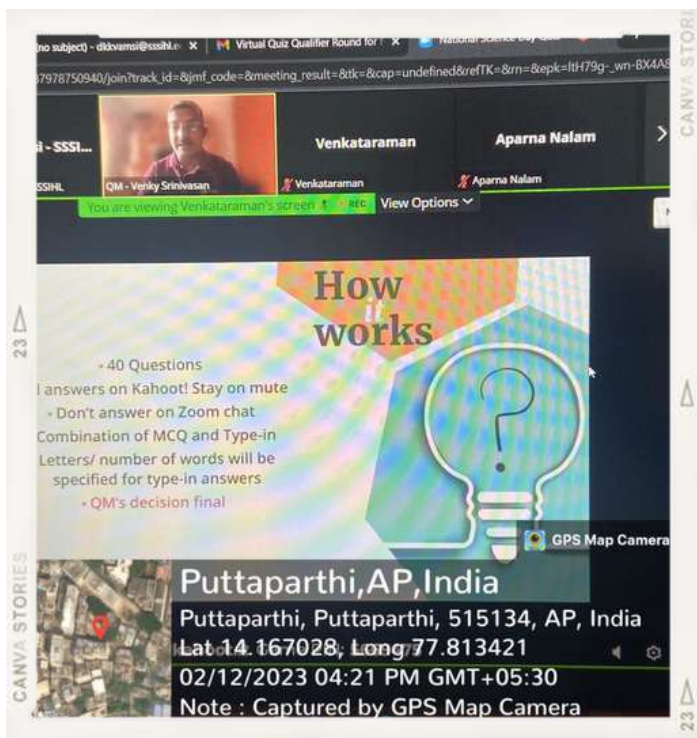 (no subject) - dkkvamsi@sssihl.e
Virtual Quiz Qualifier Round for
National Science Day Quiz
87978750940/join?track_id=&jmf_code=&meeting_result=&tk=&cap=undefined&refTK=&rn=&epk=ltH79g-_wn-BX4A8
i - SSSI...
Venkataraman
Aparna Nalam
SSIHL
QM - Venky Srinivasan
Venkataraman
Aparna Nalam
You are viewing Venkataraman's screen
REC
View Options
How
it
works
- 40 Questions
l answers on Kahoot! Stay on mute
- Don't answer on Zoom chat
Combination of MCQ and Type-in
Letters/ number of words will be
specified for type-in answers
- QM's decision final
?
GPS Map Camera
Puttaparthi,AP,India
Puttaparthi, Puttaparthi, 515134, AP, India
Lat 14.167028, Long 77.813421
02/12/2023 04:21 PM GMT+05:30
Note : Captured by GPS Map Camera
CANVA STORIES
23
CANVA STORIES
23